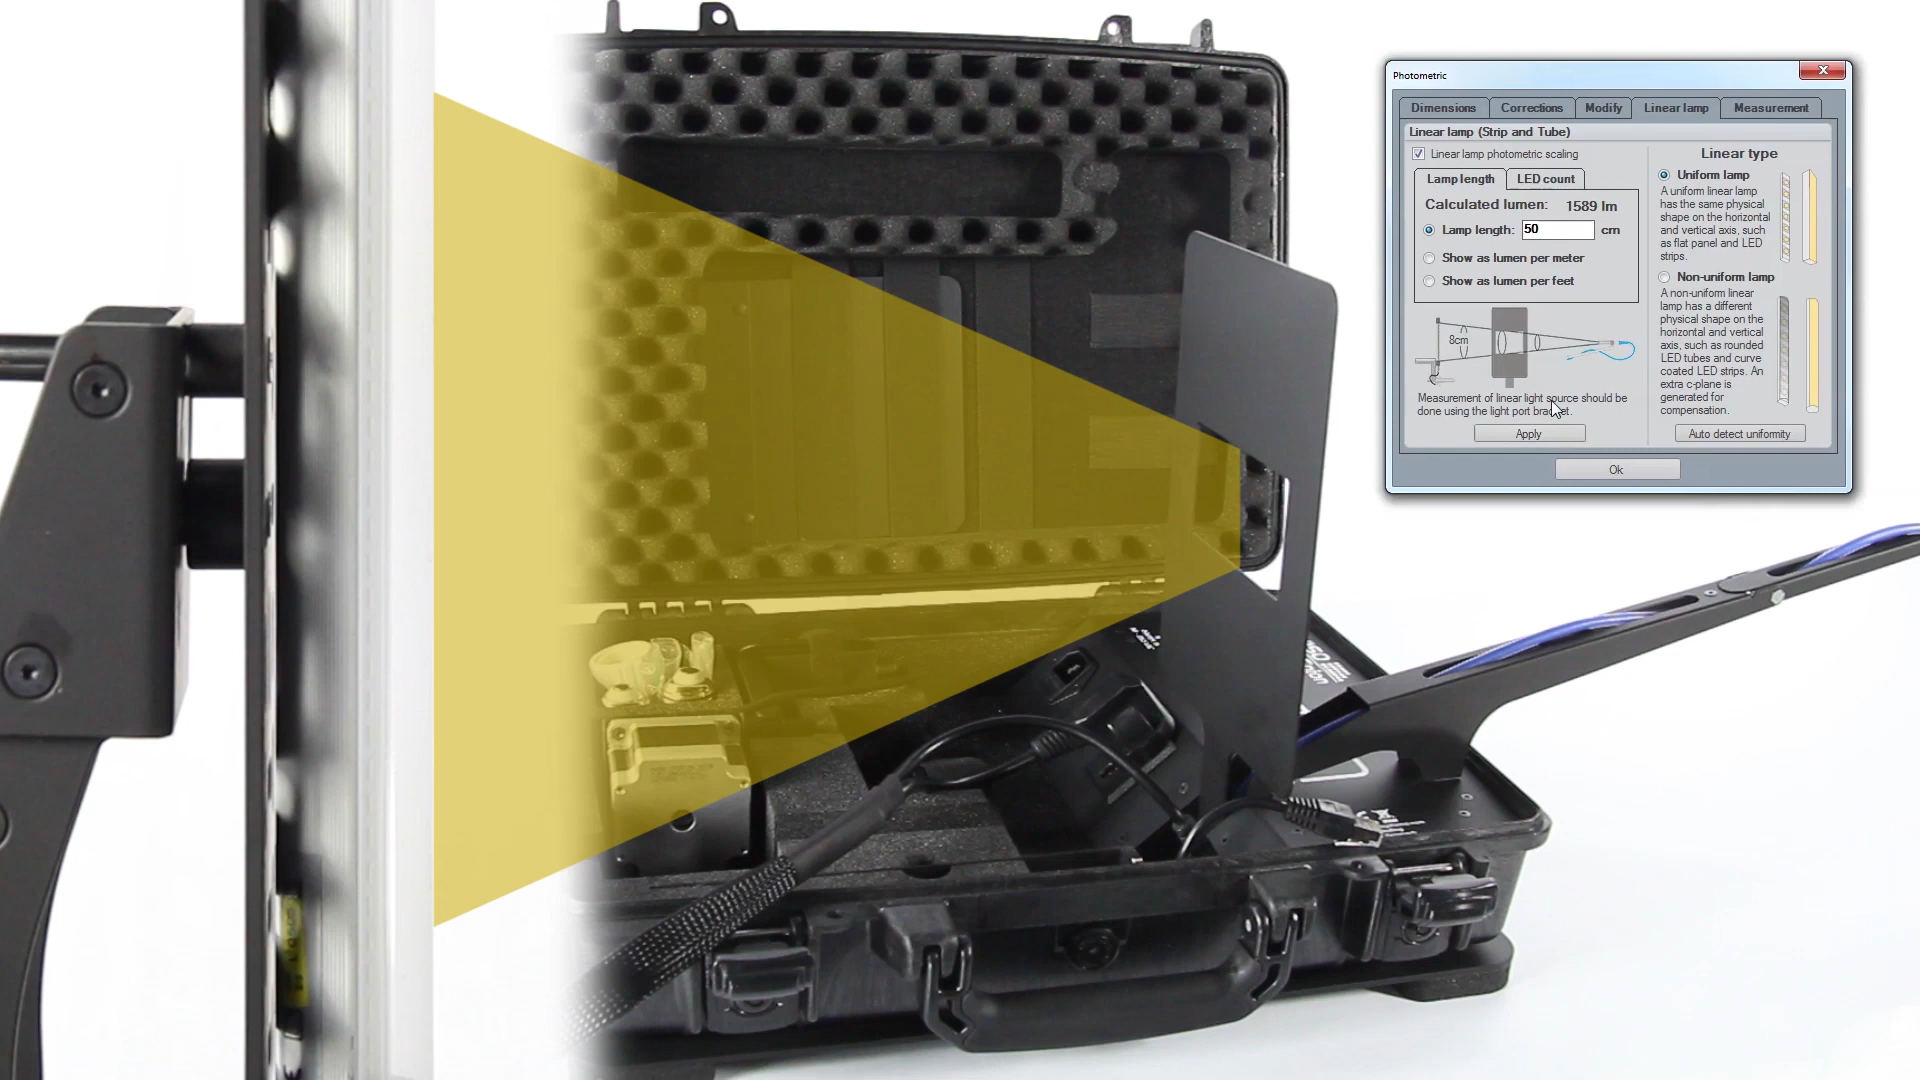 Photometric
Dimensions
Corrections
Modify
Linear lamp
Measurement
Linear lamp (Strip and Tube)
Linear lamp photometric scaling
Lamp length
LED count
Calculated lumen: 1589 lm
Lamp length: 50 cm
Show as lumen per meter
Show as lumen per feet
8cm
Measurement of linear light source should be
done using the light port bracket.
Apply
Linear type
Uniform lamp
A uniform linear lamp
has the same physical
shape on the horizontal
and vertical axis, such
as flat panel and LED
strips.
Non-uniform lamp
A non-uniform linear
lamp has a different
physical shape on the
horizontal and vertical
axis, such as rounded
LED tubes and curve
coated LED strips. An
extra c-plane is
generated for
compensation.
Auto detect uniformity
Ok